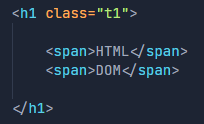 <h1 class="t1">
<span>HTML</span>
<span>DOM</span>
</h1>